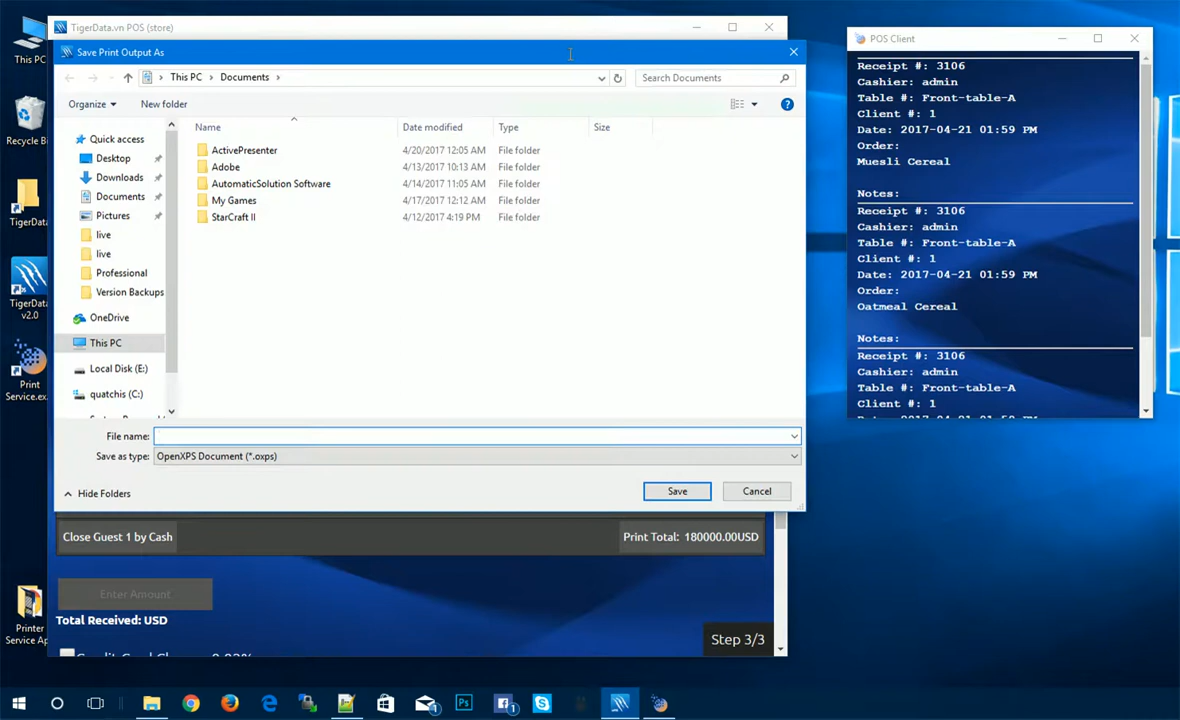 This PC
Recycle Bi
TigerData
TigerData
v2.0
Print
Service.ex
Printer
Service Ap
TigerData.vn POS (store)
Save Print Output As
This PC > Documents >
Search Documents
Organize
New folder
Quick access
Desktop
Downloads
Documents
Pictures
live
live
Professional
Version Backups
OneDrive
This PC
Local Disk (E:)
quatchis (C:)
Name Date modified Type Size
ActivePresenter 4/20/2017 12:05 AM File folder
Adobe 4/13/2017 10:13 AM File folder
AutomaticSolution Software 4/14/2017 11:05 AM File folder
My Games 4/17/2017 12:12 AM File folder
StarCraft II 4/12/2017 4:19 PM File folder
File name:
Save as type: OpenXPS Document (*.oxps)
Hide Folders
Save
Cancel
Close Guest 1 by Cash
Print Total: 180000.00USD
Enter Amount
Total Received: USD
Step 3/3
POS Client
Receipt #: 3106
Cashier: admin
Table #: Front-table-A
Client #: 1
Date: 2017-04-21 01:59 PM
Order:
Muesli Cereal
Notes:
Receipt #: 3106
Cashier: admin
Table #: Front-table-A
Client #: 1
Date: 2017-04-21 01:59 PM
Order:
Oatmeal Cereal
Notes:
Receipt #: 3106
Cashier: admin
Table #: Front-table-A
Client #: 1